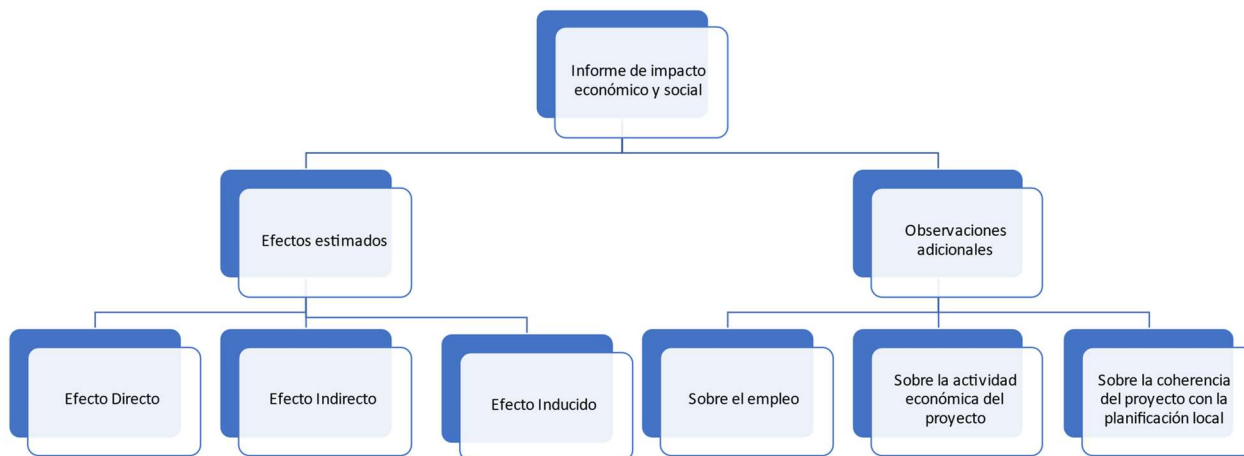 Informe de impacto
económico y social
Efectos estimados
Observaciones
adicionales
Efecto Directo
Efecto Indirecto
Efecto Inducido
Sobre el empleo
Sobre la actividad
económica del
proyecto
Sobre la coherencia
del proyecto con la
planificación local